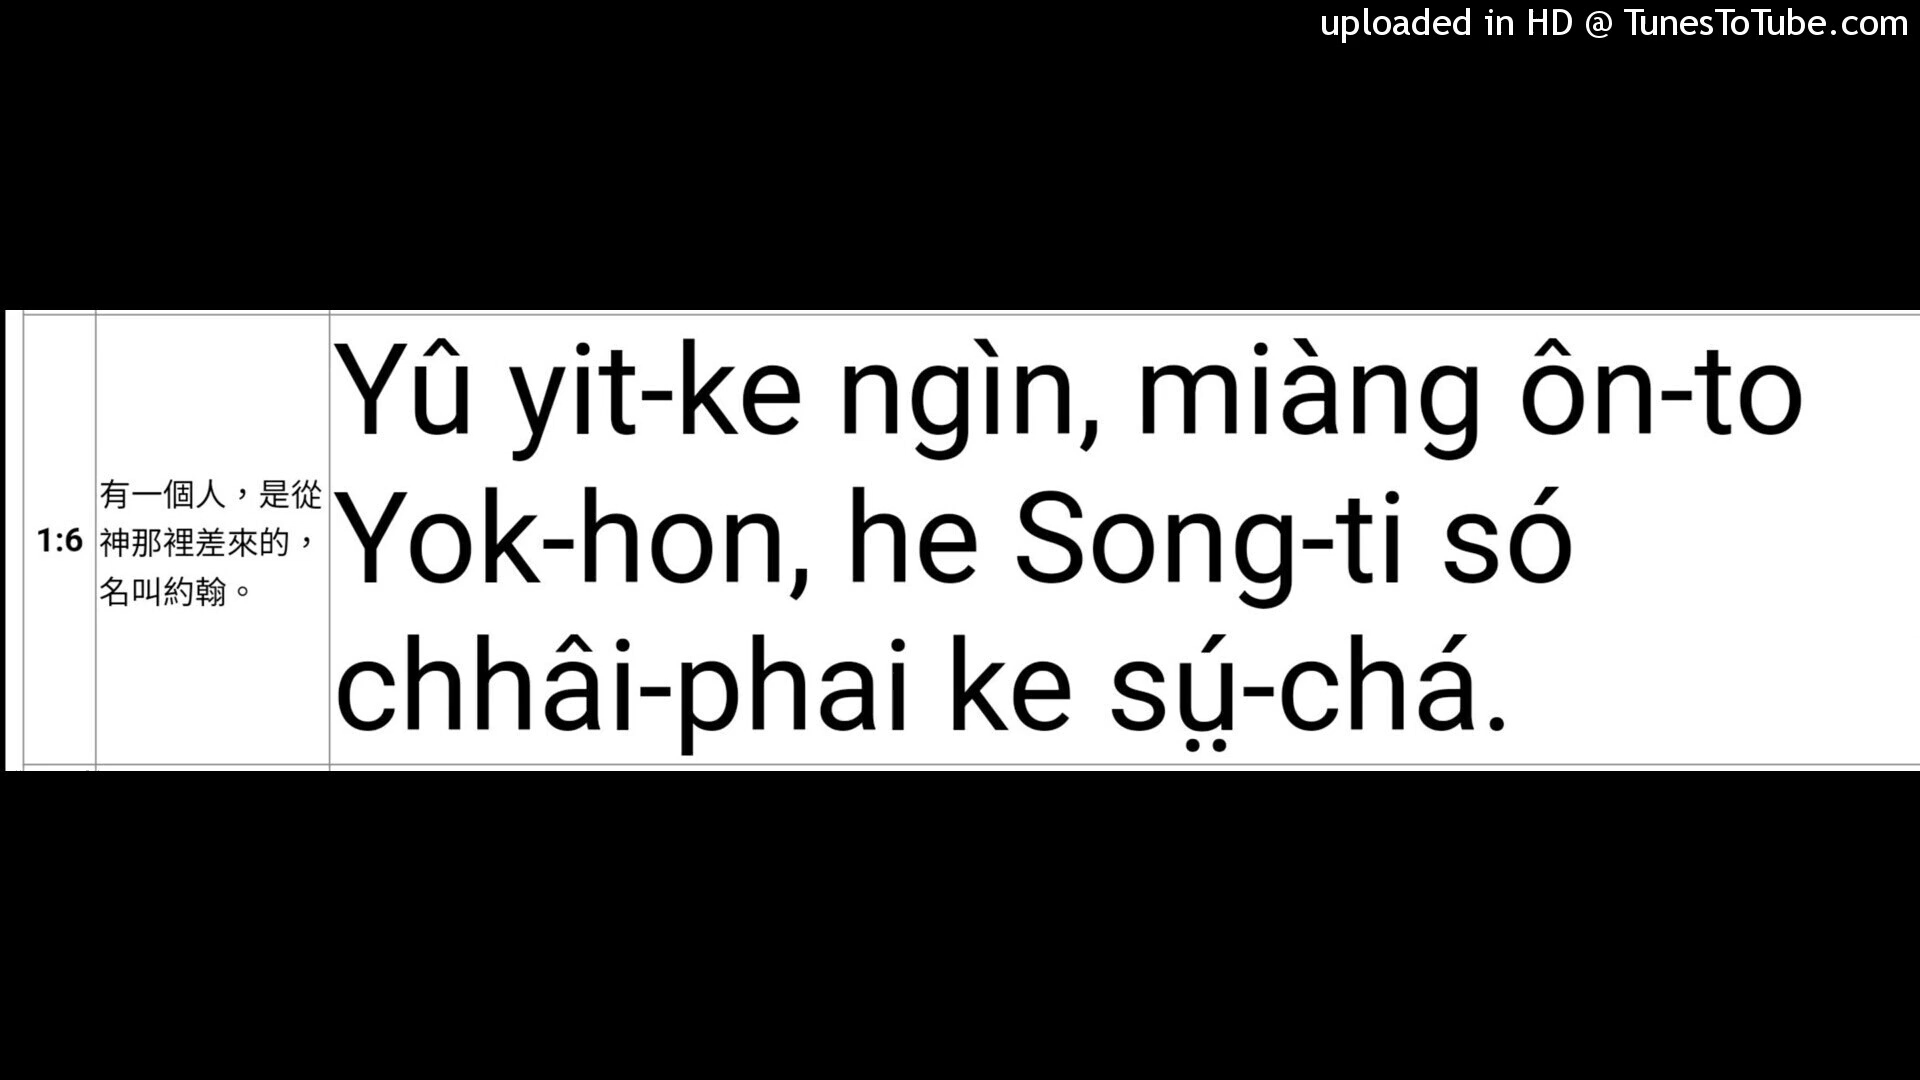 uploaded in HD @ TunesToTube.com
1:6
有一個人，是從
神那裡差來的，
名叫約翰。
Yû yit-ke ngìn, miàng ôn-to
Yok-hon, he Song-ti só
chhâi-phai ke sṳ́-chá.